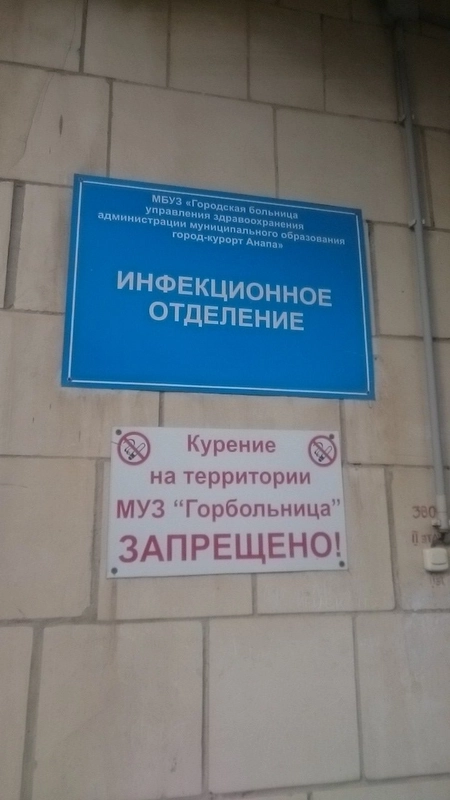 МБУЗ «Городская больница
управления здравоохранения
администрации муниципального образования
город-курорт Анапа»
ИНФЕКЦИОННОЕ
ОТДЕЛЕНИЕ
Курение
на территории
МУЗ "Горбольница"
ЗАПРЕЩЕНО!
380